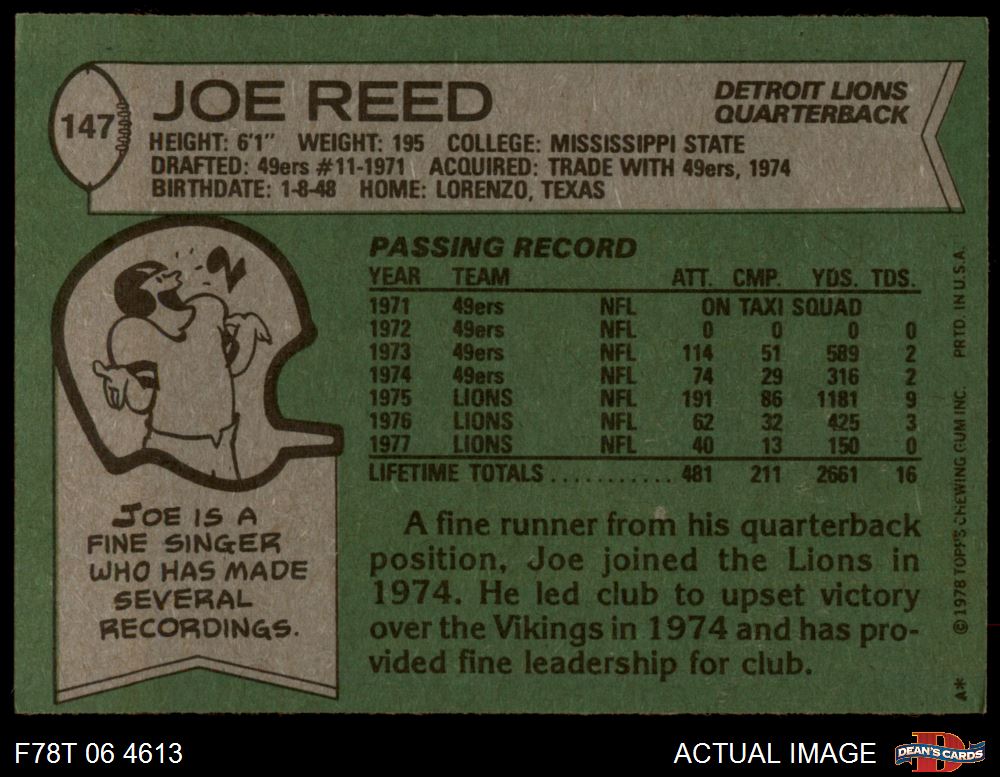 147
JOE REED
DETROIT LIONS
QUARTERBACK
HEIGHT: 6'1" WEIGHT: 195 COLLEGE: MISSISSIPPI STATE
DRAFTED: 49ers #11-1971 ACQUIRED: TRADE WITH 49ers, 1974
BIRTHDATE: 1-8-48 HOME: LORENZO, TEXAS
PASSING RECORD
YEAR TEAM ATT. CMP. YDS. TDS.
1971 49ers NFL ON TAXI SQUAD
1972 49ers NFL 0 0 0 0
1973 49ers NFL 114 51 589 2
1974 49ers NFL 74 29 316 2
1975 LIONS NFL 191 86 1181 9
1976 LIONS NFL 62 32 425 3
1977 LIONS NFL 40 13 150 0
LIFETIME TOTALS........... 481 211 2661 16
JOE IS A
FINE SINGER
WHO HAS MADE
SEVERAL
RECORDINGS.
A fine runner from his quarterback
position, Joe joined the Lions in
1974. He led club to upset victory
over the Vikings in 1974 and has pro-
vided fine leadership for club.
© 1978 TOPPS CHEWING GUM INC. PRTD. IN U.S.A.
A*
F78T 06 4613
ACTUAL IMAGE
D
DEAN'S CARDS